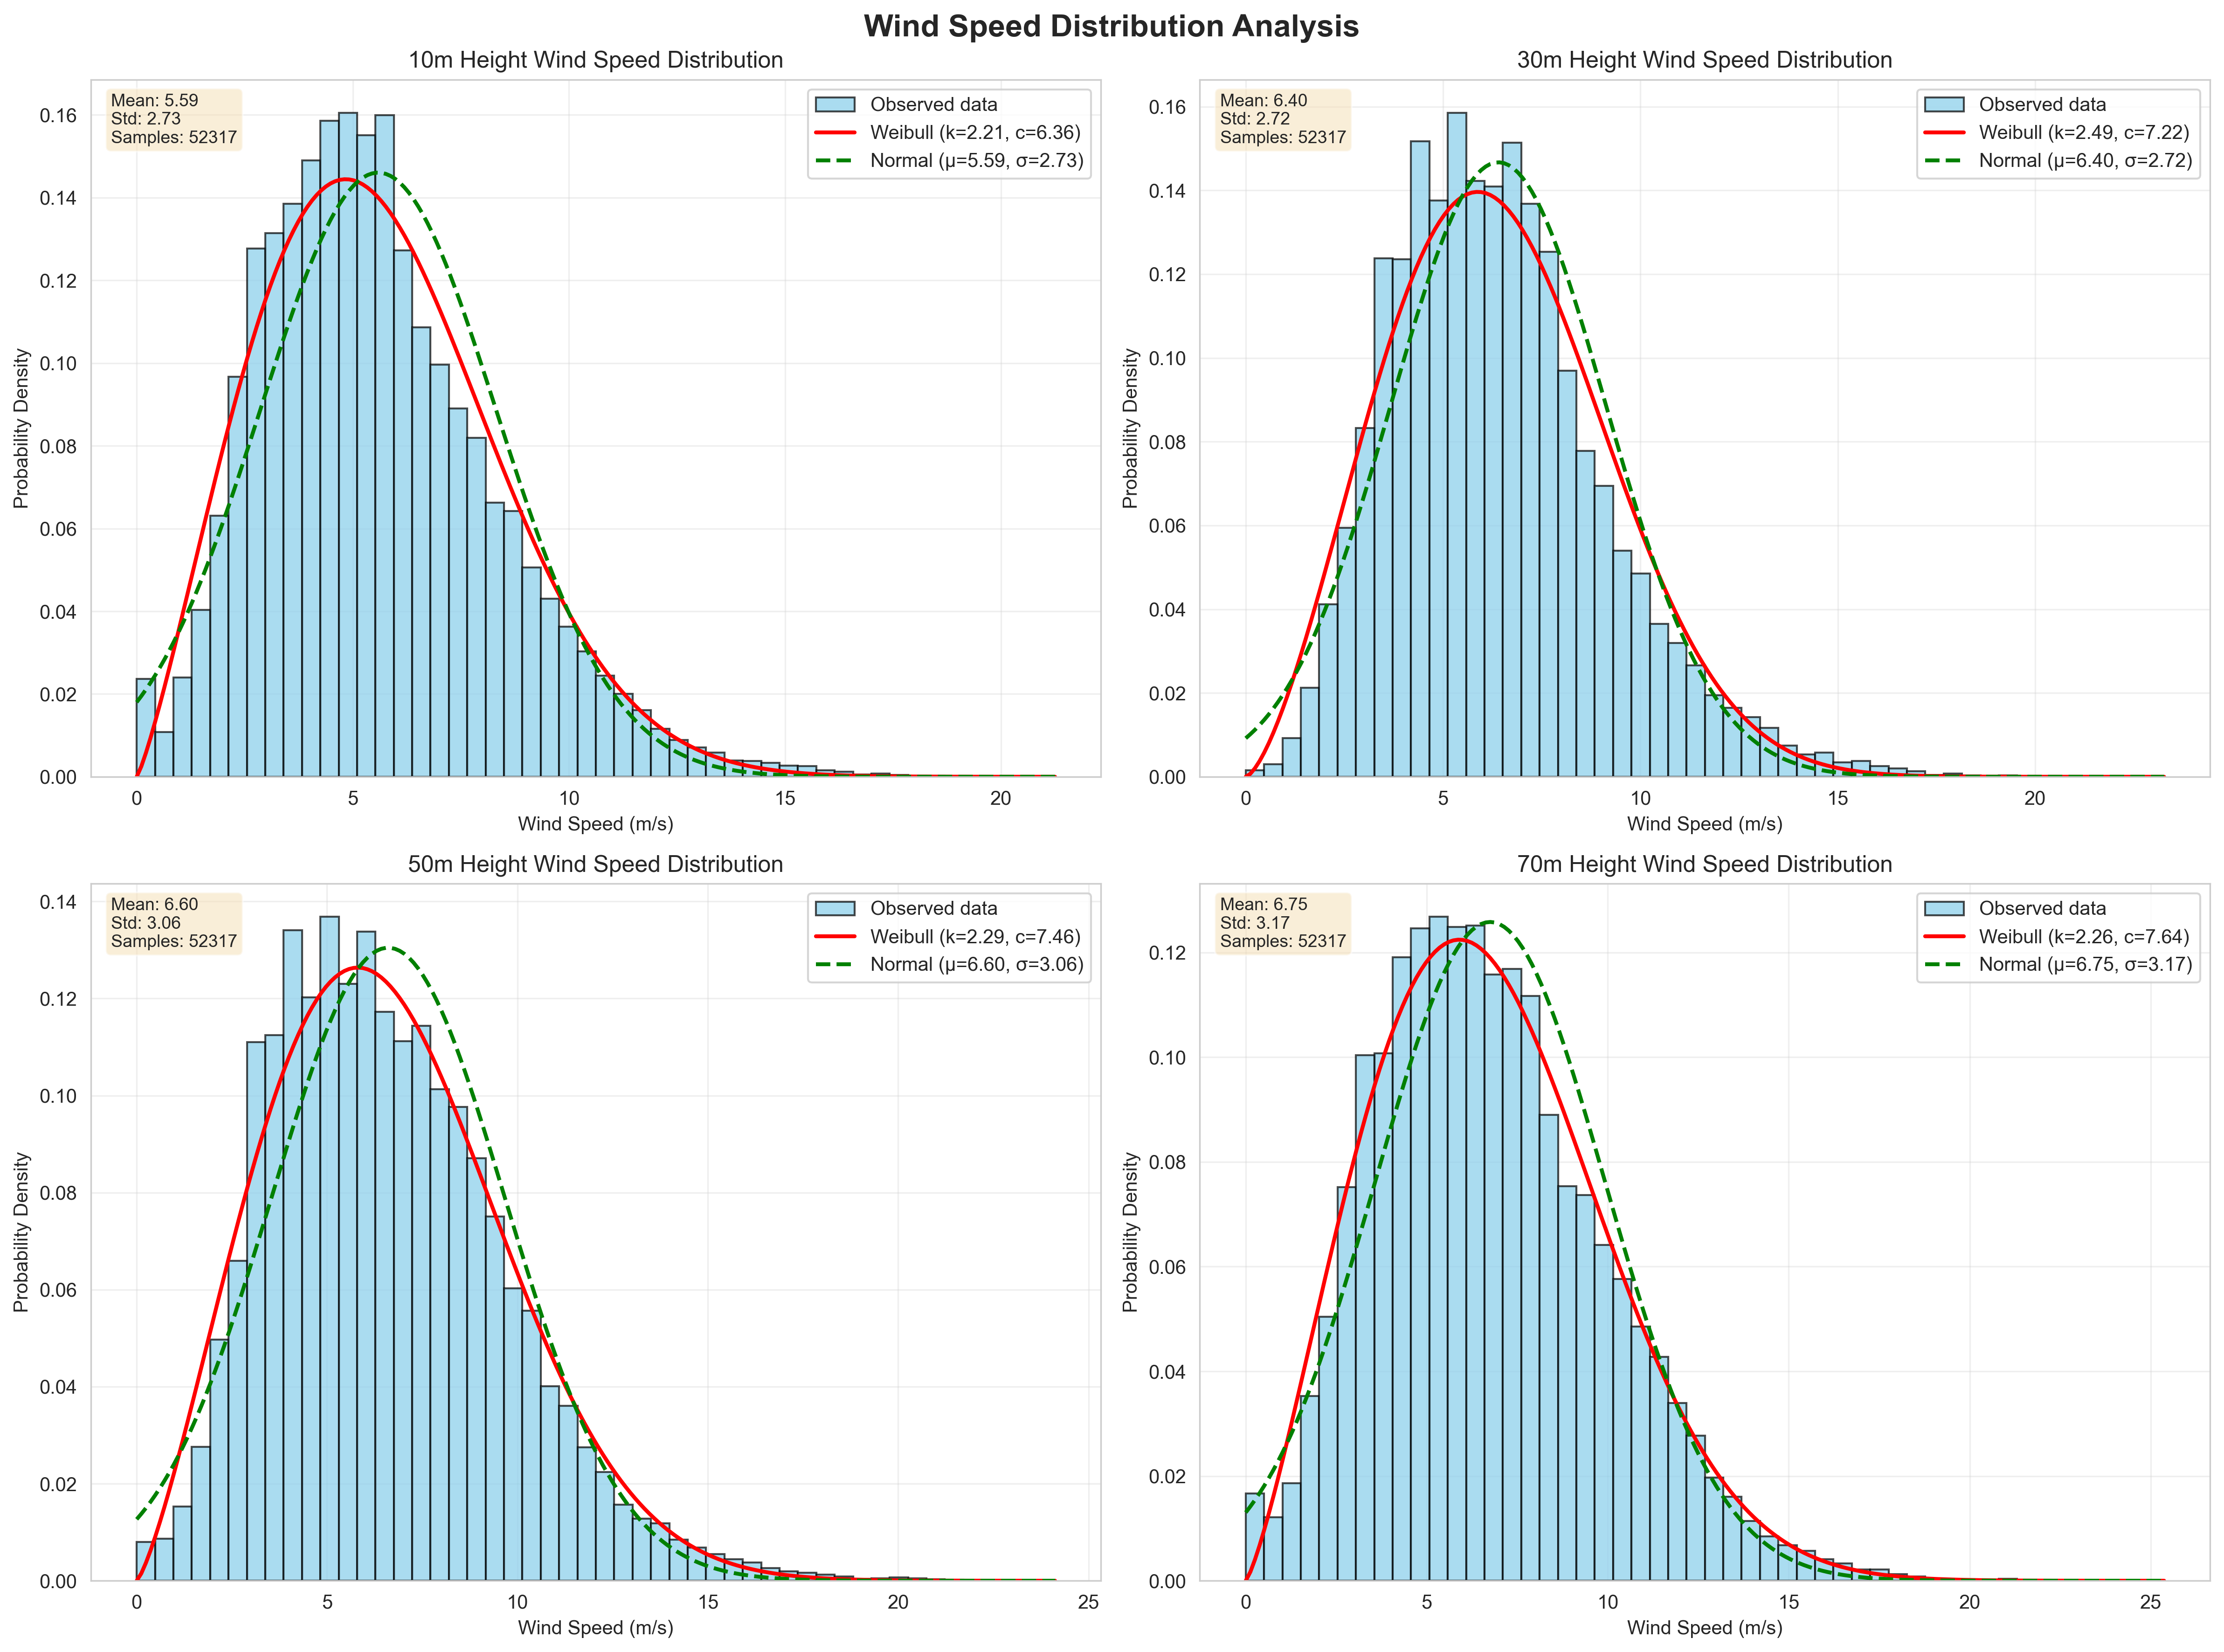 Wind Speed Distribution Analysis
10m Height Wind Speed Distribution
Mean: 5.59
Std: 2.73
Samples: 52317
Observed data
Weibull (k=2.21, c=6.36)
Normal (μ=5.59, σ=2.73)
Probability Density
0.16
0.14
0.12
0.10
0.08
0.06
0.04
0.02
0.00
0 5 10 15 20
Wind Speed (m/s)
30m Height Wind Speed Distribution
Mean: 6.40
Std: 2.72
Samples: 52317
Observed data
Weibull (k=2.49, c=7.22)
Normal (μ=6.40, σ=2.72)
Probability Density
0.16
0.14
0.12
0.10
0.08
0.06
0.04
0.02
0.00
0 5 10 15 20
Wind Speed (m/s)
50m Height Wind Speed Distribution
Mean: 6.60
Std: 3.06
Samples: 52317
Observed data
Weibull (k=2.29, c=7.46)
Normal (μ=6.60, σ=3.06)
Probability Density
0.14
0.12
0.10
0.08
0.06
0.04
0.02
0.00
0 5 10 15 20 25
Wind Speed (m/s)
70m Height Wind Speed Distribution
Mean: 6.75
Std: 3.17
Samples: 52317
Observed data
Weibull (k=2.26, c=7.64)
Normal (μ=6.75, σ=3.17)
Probability Density
0.12
0.10
0.08
0.06
0.04
0.02
0.00
0 5 10 15 20 25
Wind Speed (m/s)